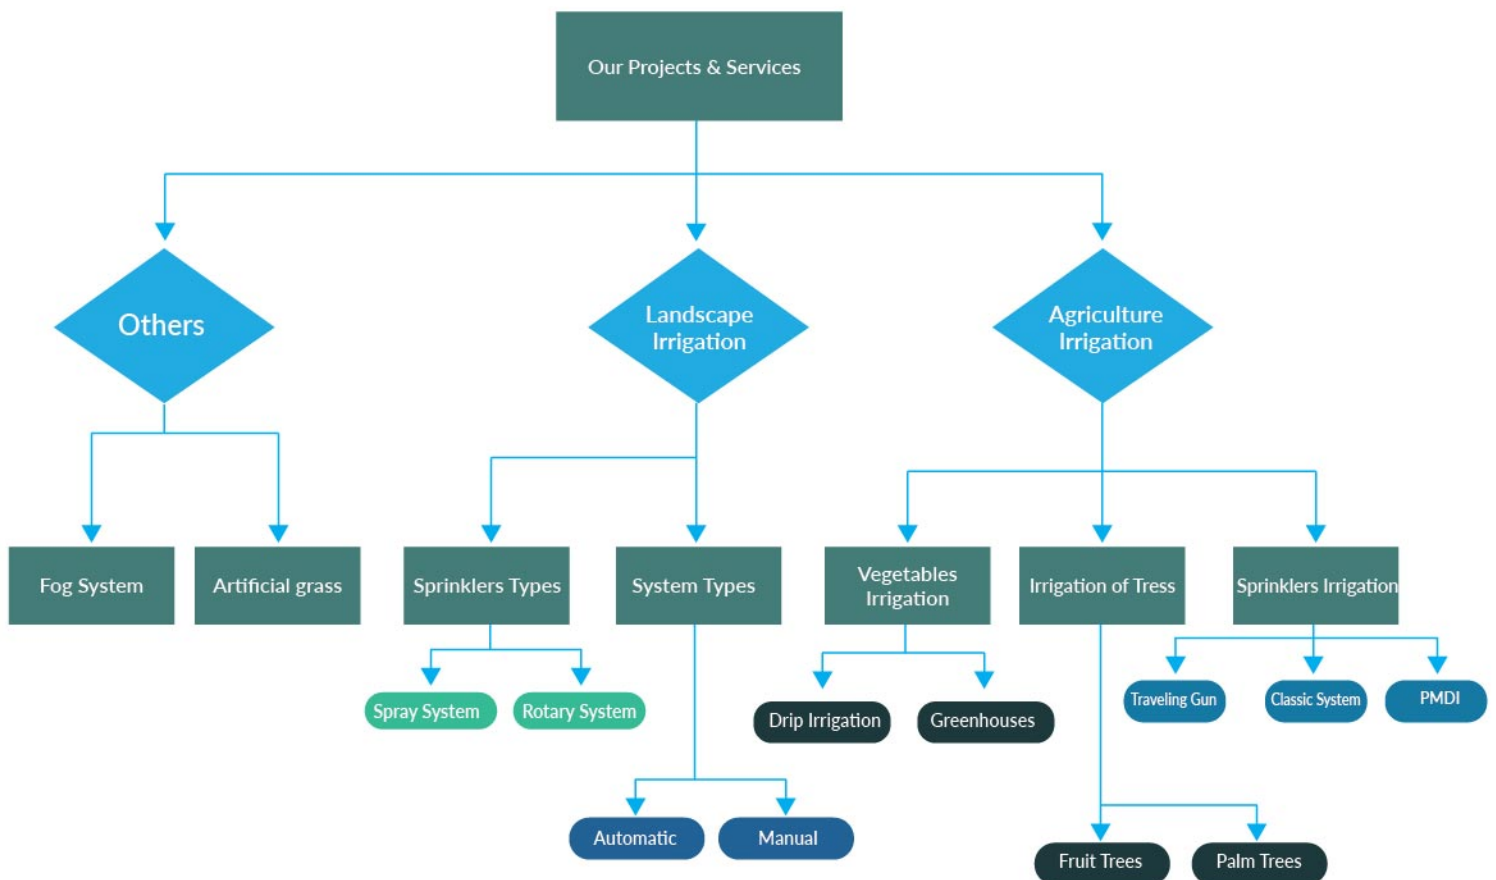 Our Projects & Services
Others
Landscape
Irrigation
Agriculture
Irrigation
Fog System
Artificial grass
Sprinklers Types
System Types
Vegetables
Irrigation
Irrigation of Tress
Sprinklers Irrigation
Spray System
Rotary System
Drip Irrigation
Greenhouses
Traveling Gun
Classic System
PMDI
Automatic
Manual
Fruit Trees
Palm Trees